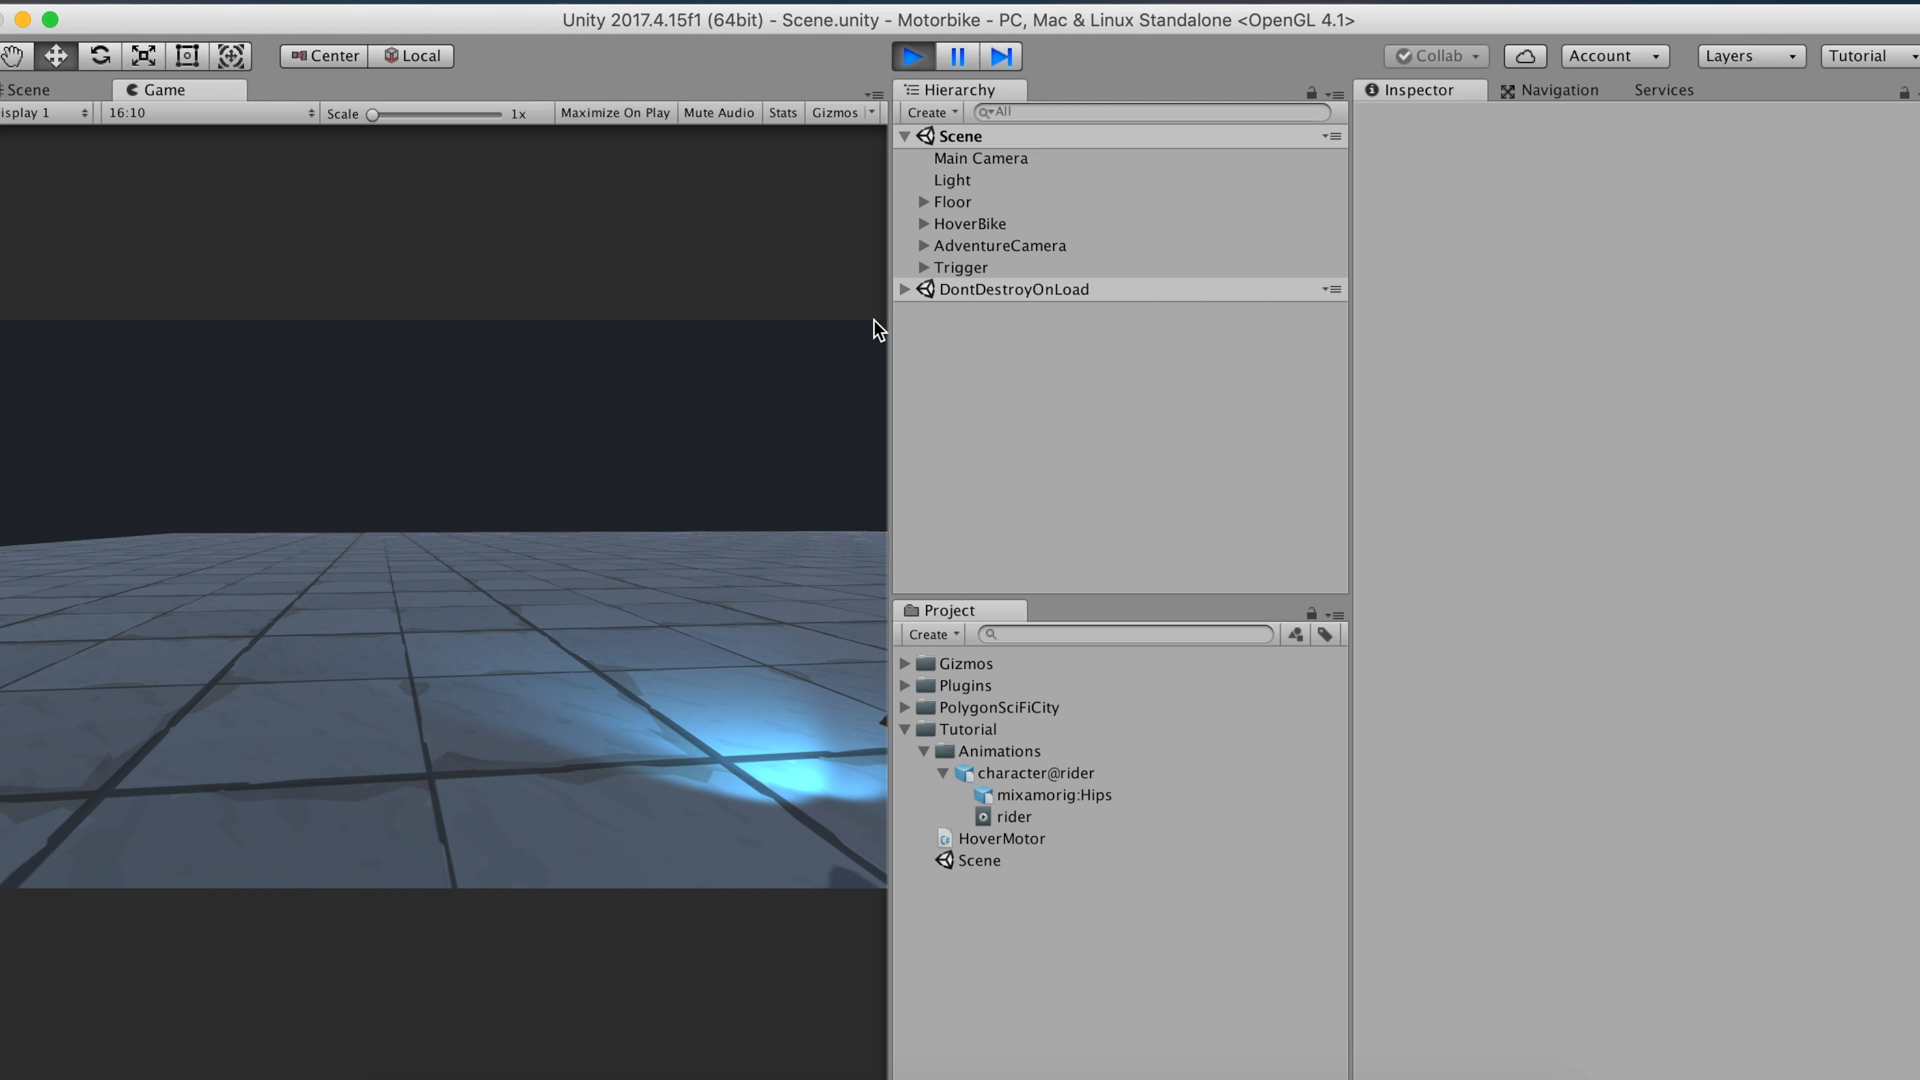 Unity 2017.4.15f1 (64bit) - Scene.unity - Motorbike - PC, Mac & Linux Standalone <OpenGL 4.1>
Center Local Collab Account Layers Tutorial
Scene Game Hierarchy Inspector Navigation Services
isplay 1 16:10 Scale 1x Maximize On Play Mute Audio Stats Gizmos Create All
Scene
Main Camera
Light
Floor
HoverBike
AdventureCamera
Trigger
DontDestroyOnLoad
Project
Create
Gizmos
Plugins
PolygonSciFiCity
Tutorial
Animations
character@rider
mixamorig:Hips
rider
HoverMotor
Scene